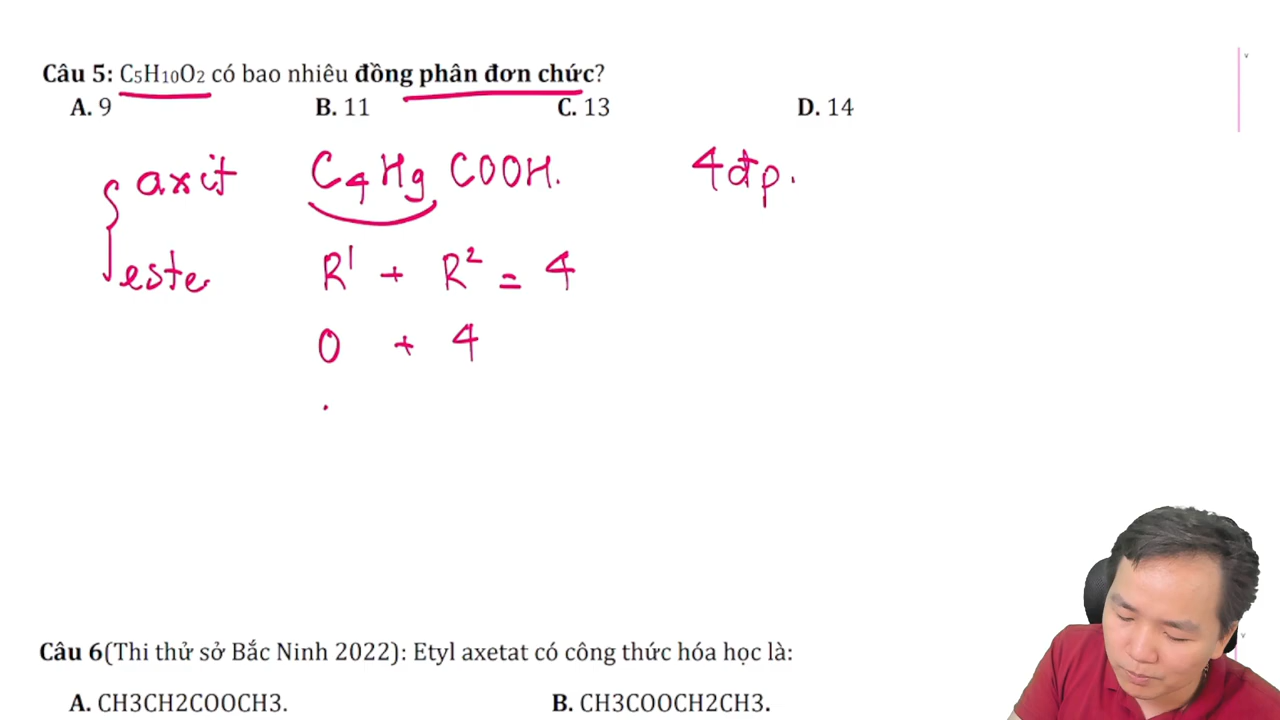 Câu 5: C5H10O2 có bao nhiêu đồng phân đơn chức?
A. 9 B. 11 C. 13 D. 14
axit C4H9COOH. 4đp.
este R1 + R2 = 4
0 + 4
Câu 6(Thi thử sở Bắc Ninh 2022): Etyl axetat có công thức hóa học là:
A. CH3CH2COOCH3. B. CH3COOCH2CH3.